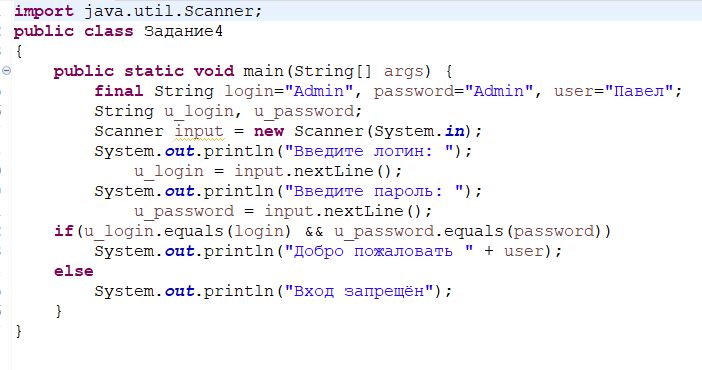 import java.util.Scanner;
public class Задание4
{
    public static void main(String[] args) {
        final String login="Admin", password="Admin", user="Павел";
        String u_login, u_password;
        Scanner input = new Scanner(System.in);
        System.out.println("Введите логин: ");
            u_login = input.nextLine();
        System.out.println("Введите пароль: ");
            u_password = input.nextLine();
    if(u_login.equals(login) && u_password.equals(password))
        System.out.println("Добро пожаловать " + user);
    else
        System.out.println("Вход запрещён");
    }
}